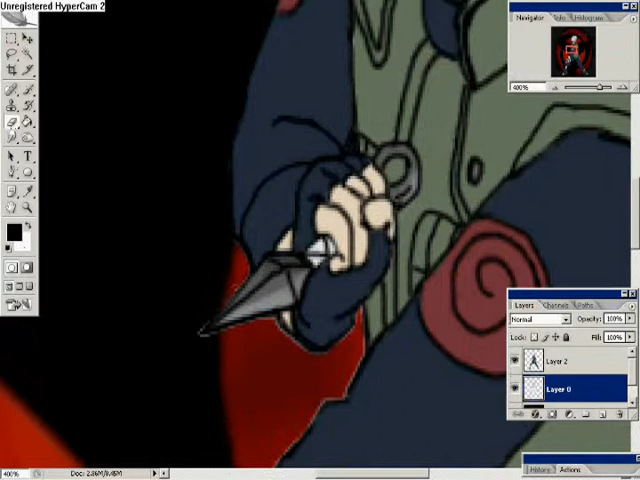 Unregistered HyperCam 2
Navigator Info Histogram
400%
Layers Channels Paths
Normal Opacity: 100%
Lock: Fill: 100%
Layer 2
Layer 0
400% Doc: 2.86M/8.45M
History Actions